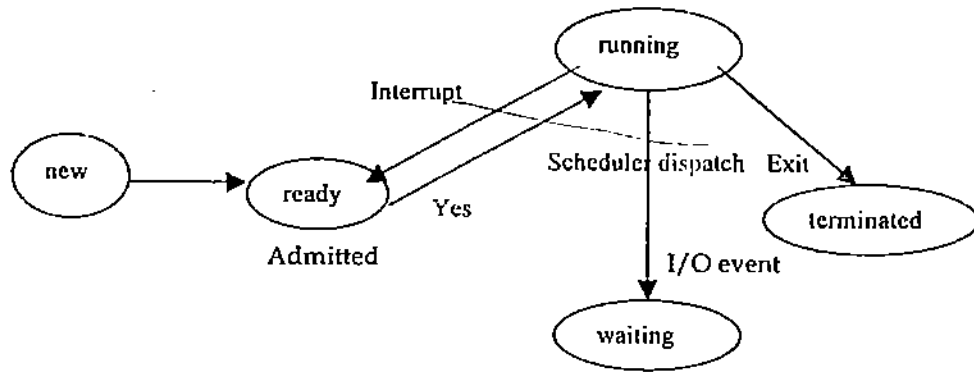 running
Interrupt
new
ready
Yes
Admitted
Scheduler dispatch
Exit
terminated
I/O event
waiting